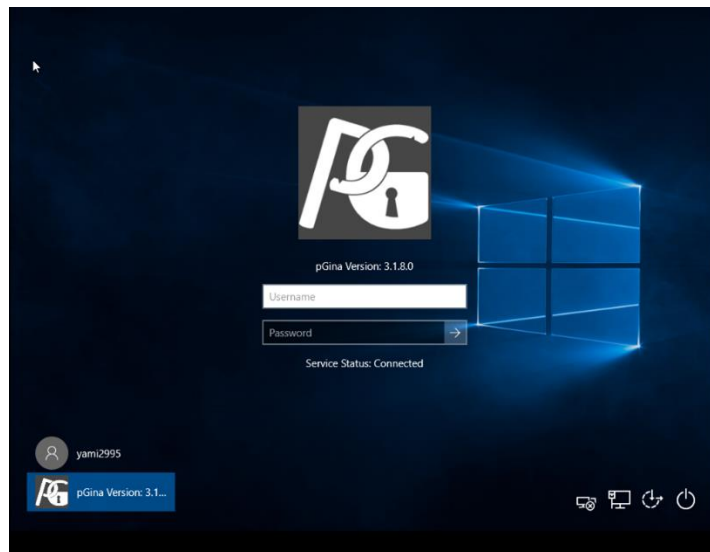 pGina Version: 3.1.8.0
Username
Password
Service Status: Connected
yami2995
pGina Version: 3.1...